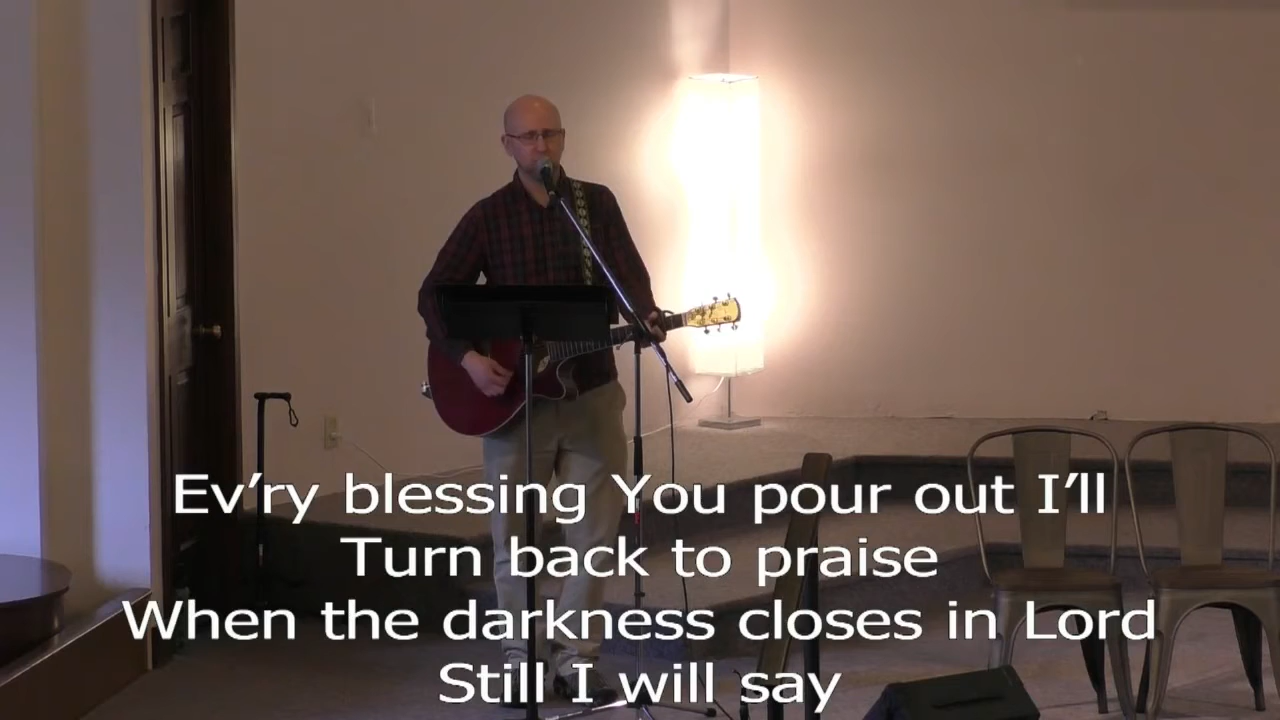 Ev’ry blessing You pour out I’ll
Turn back to praise
When the darkness closes in Lord
Still I will say